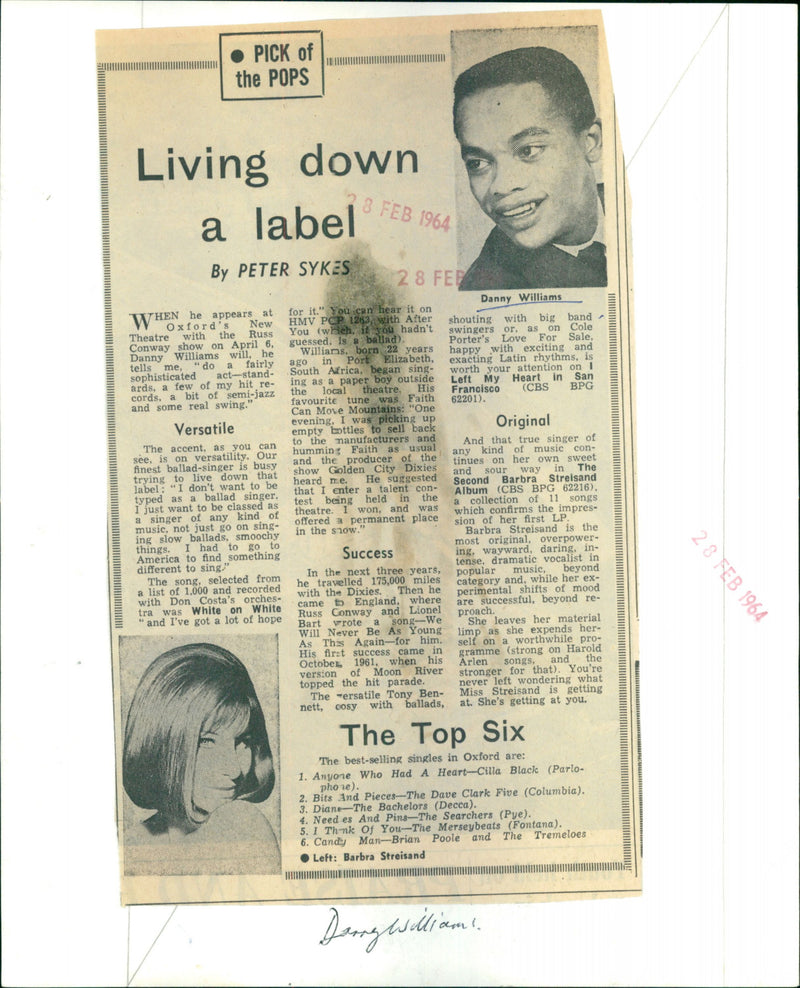 ● PICK of
the POPS
Living down
a label
28 FEB 1964
By PETER SYKES
28 FEB
Danny Williams
WHEN he appears at
Oxford's New
Theatre with the Russ
Conway show on April 6,
Danny Williams will, he
tells me, "do a fairly
sophisticated act—stand-
ards, a few of my hit re-
cords, a bit of semi-jazz
and some real swing."
Versatile
The accent, as you can
see, is on versatility. Our
finest ballad-singer is busy
trying to live down that
label: "I don't want to be
typed as a ballad singer.
I just want to be classed as
a singer of any kind of
music, not just go on sing-
ing slow ballads, smoochy
things. I had to go to
America to find something
different to sing."
The song, selected from
a list of 1,000 and recorded
with Don Costa's orches-
tra was White on White
"and I've got a lot of hope
for it." You can hear it on
HMV POP 1263, with After
You (which, if you hadn't
guessed, is a ballad).
Williams, born 22 years
ago in Port Elizabeth,
South Africa, began sing-
ing as a paper boy outside
the local theatre. His
favourite tune was Faith
Can Move Mountains: "One
evening, I was picking up
empty bottles to sell back
to the manufacturers and
humming Faith as usual
and the producer of the
show Golden City Dixies
heard me. He suggested
that I enter a talent con-
test being held in the
theatre. I won, and was
offered a permanent place
in the show."
Success
In the next three years,
he travelled 175,000 miles
with the Dixies. Then he
came to England, where
Russ Conway and Lionel
Bart wrote a song—We
Will Never Be As Young
As This Again—for him.
His first success came in
October, 1961, when his
version of Moon River
topped the hit parade.
The versatile Tony Ben-
nett, cosy with ballads,
shouting with big band
swingers or, as on Cole
Porter's Love For Sale,
happy with exciting and
exacting Latin rhythms, is
worth your attention on I
Left My Heart in San
Francisco (CBS BPG
62201).
Original
And that true singer of
any kind of music con-
tinues on her own sweet
and sour way in The
Second Barbra Streisand
Album (CBS BPG 62216),
a collection of 11 songs
which confirms the impres-
sion of her first LP.
Barbra Streisand is the
most original, overpower-
ing, wayward, daring, in-
tense, dramatic vocalist in
popular music, beyond
category and, while her ex-
perimental shifts of mood
are successful, beyond re-
proach.
She leaves her material
limp as she expends her-
self on a worthwhile pro-
gramme (strong on Harold
Arlen songs, and the
stronger for that). You're
never left wondering what
Miss Streisand is getting
at. She's getting at you.
28 FEB 1964
The Top Six
The best-selling singles in Oxford are:
1. Anyone Who Had A Heart—Cilla Black (Parlo-
phone).
2. Bits And Pieces—The Dave Clark Five (Columbia).
3. Diane—The Bachelors (Decca).
4. Needles And Pins—The Searchers (Pye).
5. I Think Of You—The Merseybeats (Fontana).
6. Candy Man—Brian Poole and The Tremeloes
● Left: Barbra Streisand
Danny Williams.